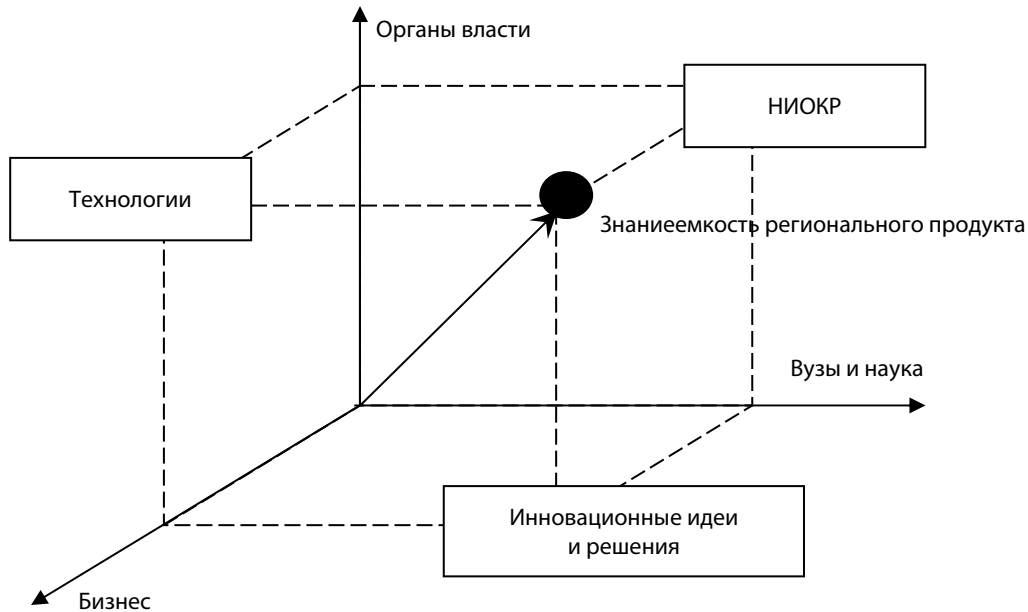 Органы власти
НИОКР
Технологии
Знаниеемкость регионального продукта
Вузы и наука
Инновационные идеи
и решения
Бизнес